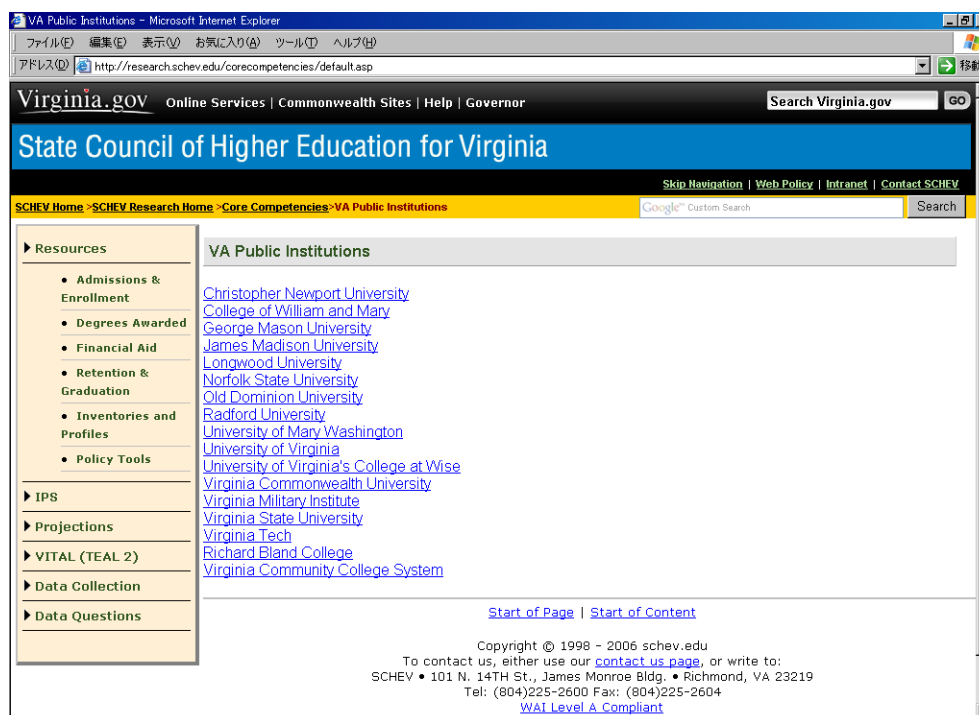 VA Public Institutions - Microsoft Internet Explorer
ファイル(F) 編集(E) 表示(V) お気に入り(A) ツール(T) ヘルプ(H)
アドレス(D) http://research.schev.edu/corecompetencies/default.asp 移動
Virginia.gov Online Services | Commonwealth Sites | Help | Governor Search Virginia.gov GO
State Council of Higher Education for Virginia
Skip Navigation | Web Policy | Intranet | Contact SCHEV
SCHEV Home >SCHEV Research Home >Core Competencies>VA Public Institutions Google™ Custom Search Search
Resources
• Admissions &
Enrollment
• Degrees Awarded
• Financial Aid
• Retention &
Graduation
• Inventories and
Profiles
• Policy Tools
IPS
Projections
VITAL (TEAL 2)
Data Collection
Data Questions
VA Public Institutions
Christopher Newport University
College of William and Mary
George Mason University
James Madison University
Longwood University
Norfolk State University
Old Dominion University
Radford University
University of Mary Washington
University of Virginia
University of Virginia's College at Wise
Virginia Commonwealth University
Virginia Military Institute
Virginia State University
Virginia Tech
Richard Bland College
Virginia Community College System
Start of Page | Start of Content
Copyright © 1998 - 2006 schev.edu
To contact us, either use our contact us page, or write to:
SCHEV • 101 N. 14TH St., James Monroe Bldg. • Richmond, VA 23219
Tel: (804)225-2600 Fax: (804)225-2604
WAI Level A Compliant